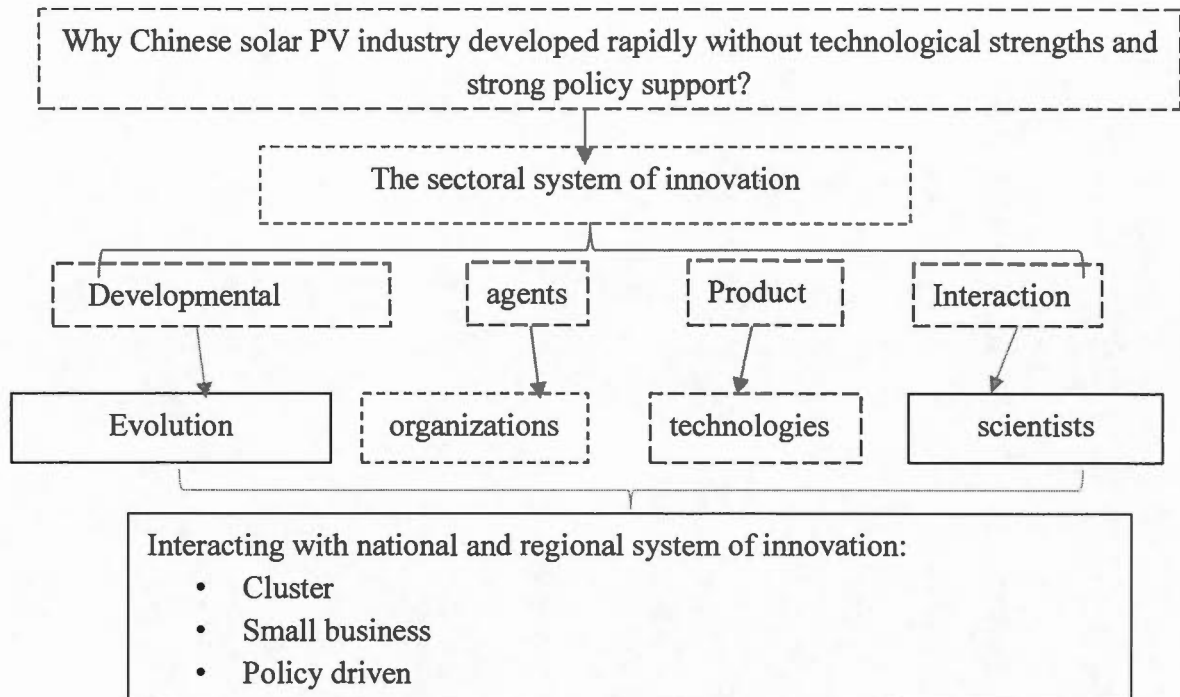 Why Chinese solar PV industry developed rapidly without technological strengths and
strong policy support?
The sectoral system of innovation
Developmental
agents
Product
Interaction
Evolution
organizations
technologies
scientists
Interacting with national and regional system of innovation:
• Cluster
• Small business
• Policy driven